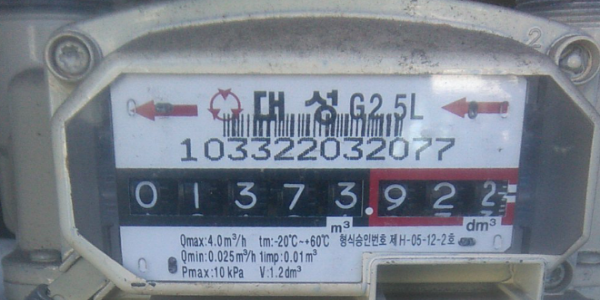 대성 G2.5L
103322032077
01373.922
m³ dm³
Qmax:4.0m³/h tm:-20℃~+60℃ 형식승인번호 제H-05-12-2호
Qmin:0.025m³/h 1imp:0.01m³
Pmax:10kPa V:1.2dm³